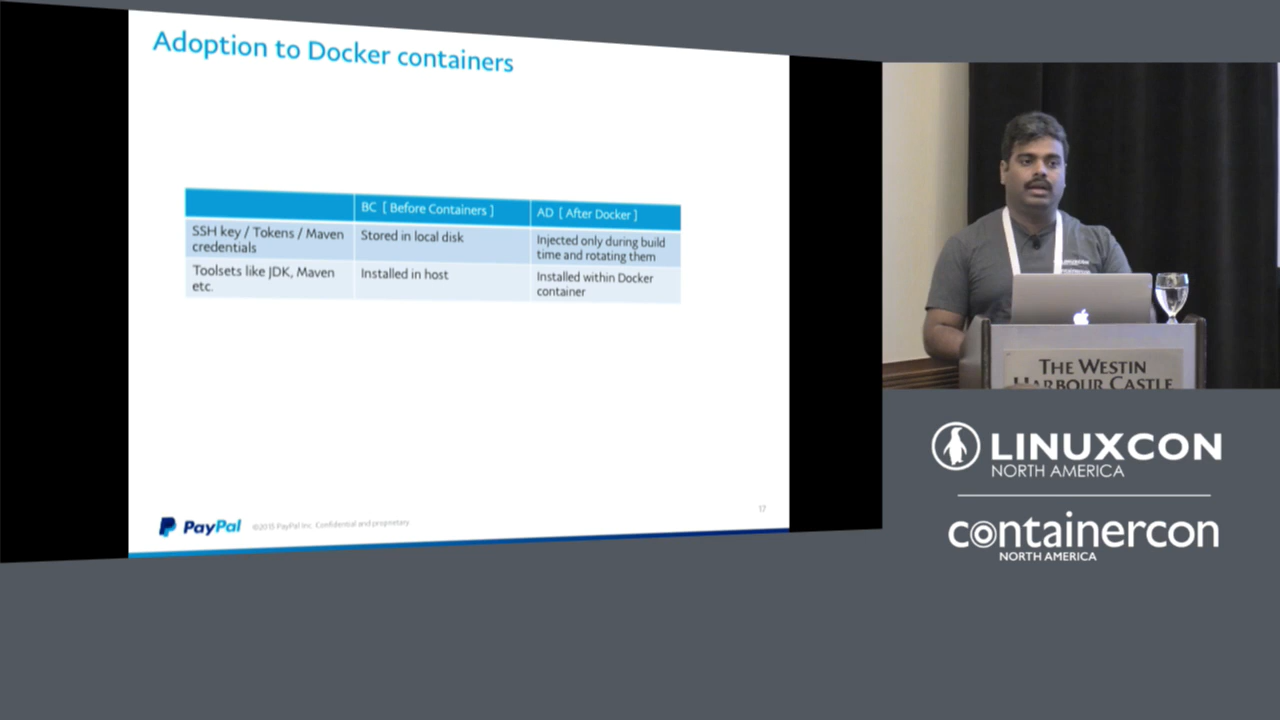 Adoption to Docker containers
BC [ Before Containers ]
AD [ After Docker ]
SSH key / Tokens / Maven
credentials
Stored in local disk
Injected only during build
time and rotating them
Toolsets like JDK, Maven
etc.
Installed in host
Installed within Docker
container
PayPal
©2015 PayPal Inc. Confidential and proprietary
17
THE WESTIN
HARBOUR CASTLE
LINUXCON
NORTH AMERICA
containercon
NORTH AMERICA